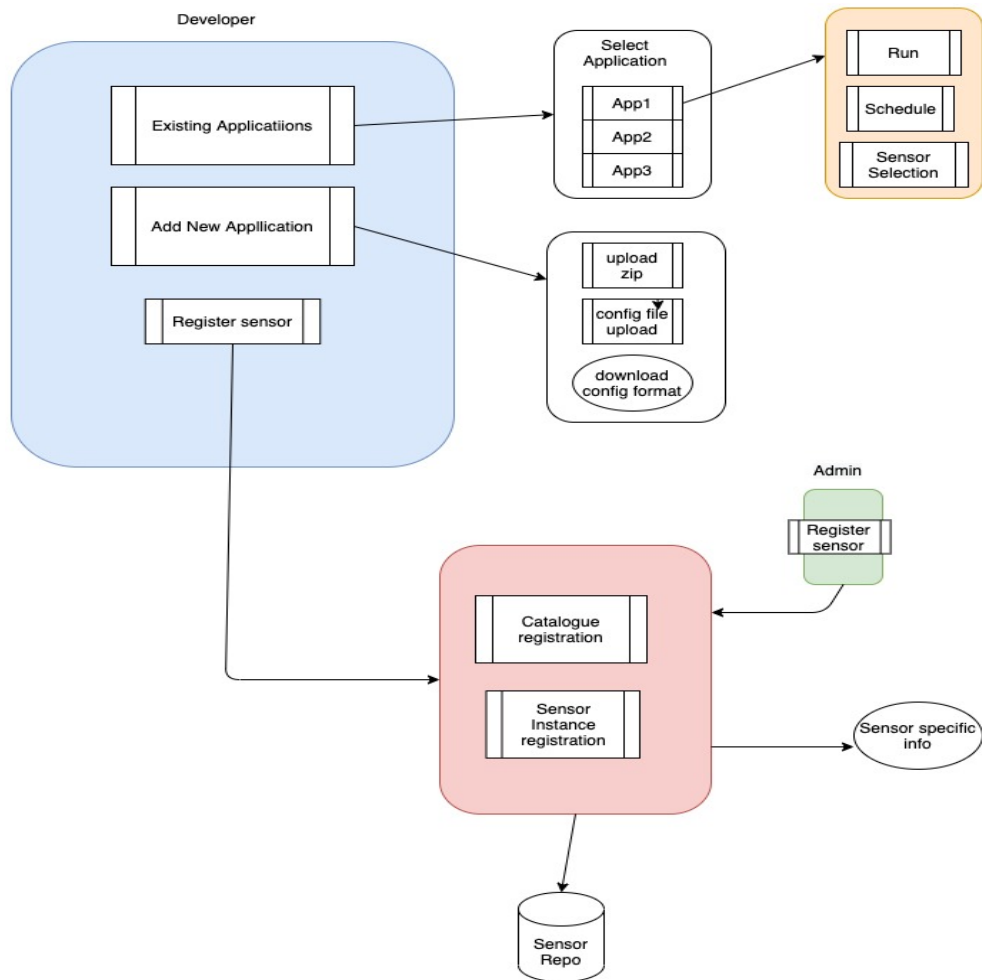 Developer
Existing Applicatiions
Add New Appllication
Register sensor
Select
Application
App1
App2
App3
Run
Schedule
Sensor
Selection
upload
zip
config file
upload
download
config format
Admin
Register
sensor
Catalogue
registration
Sensor
Instance
registration
Sensor specific
info
Sensor
Repo